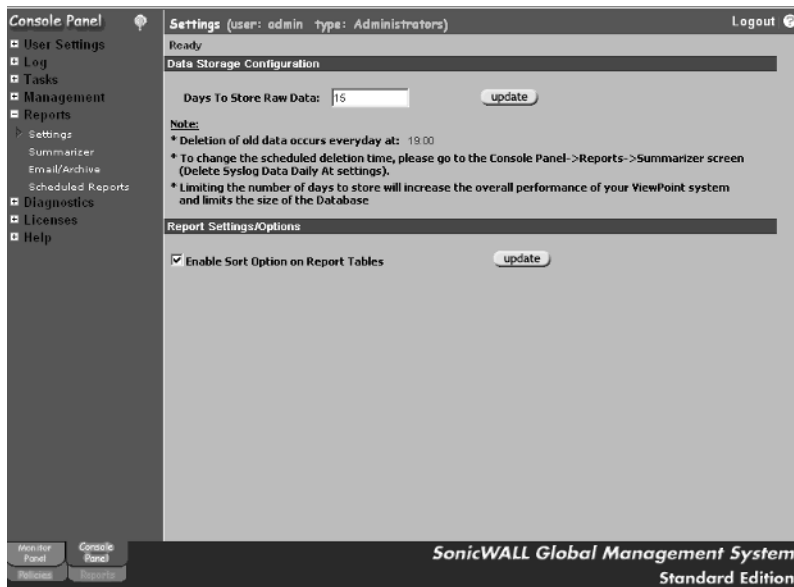 Console Panel
Settings (user: admin type: Administrators)
Logout
User Settings
Log
Tasks
Management
Reports
Settings
Summarizer
Email/Archive
Scheduled Reports
Diagnostics
Licenses
Help
Ready
Data Storage Configuration
Days To Store Raw Data: 15 update
Note:
* Deletion of old data occurs everyday at: 19:00
* To change the scheduled deletion time, please go to the Console Panel->Reports->Summarizer screen
(Delete Syslog Data Daily At settings).
* Limiting the number of days to store will increase the overall performance of your ViewPoint system
and limits the size of the Database
Report Settings/Options
Enable Sort Option on Report Tables update
Monitor
Panel
Console
Panel
Policies
Reports
SonicWALL Global Management System
Standard Edition